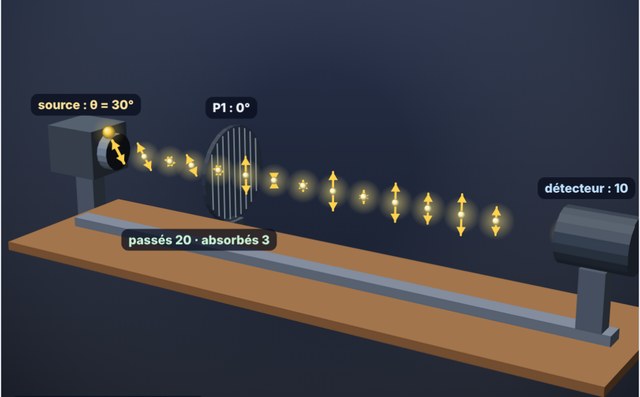 source : θ = 30°
P1 : 0°
détecteur : 10
passés 20 · absorbés 3